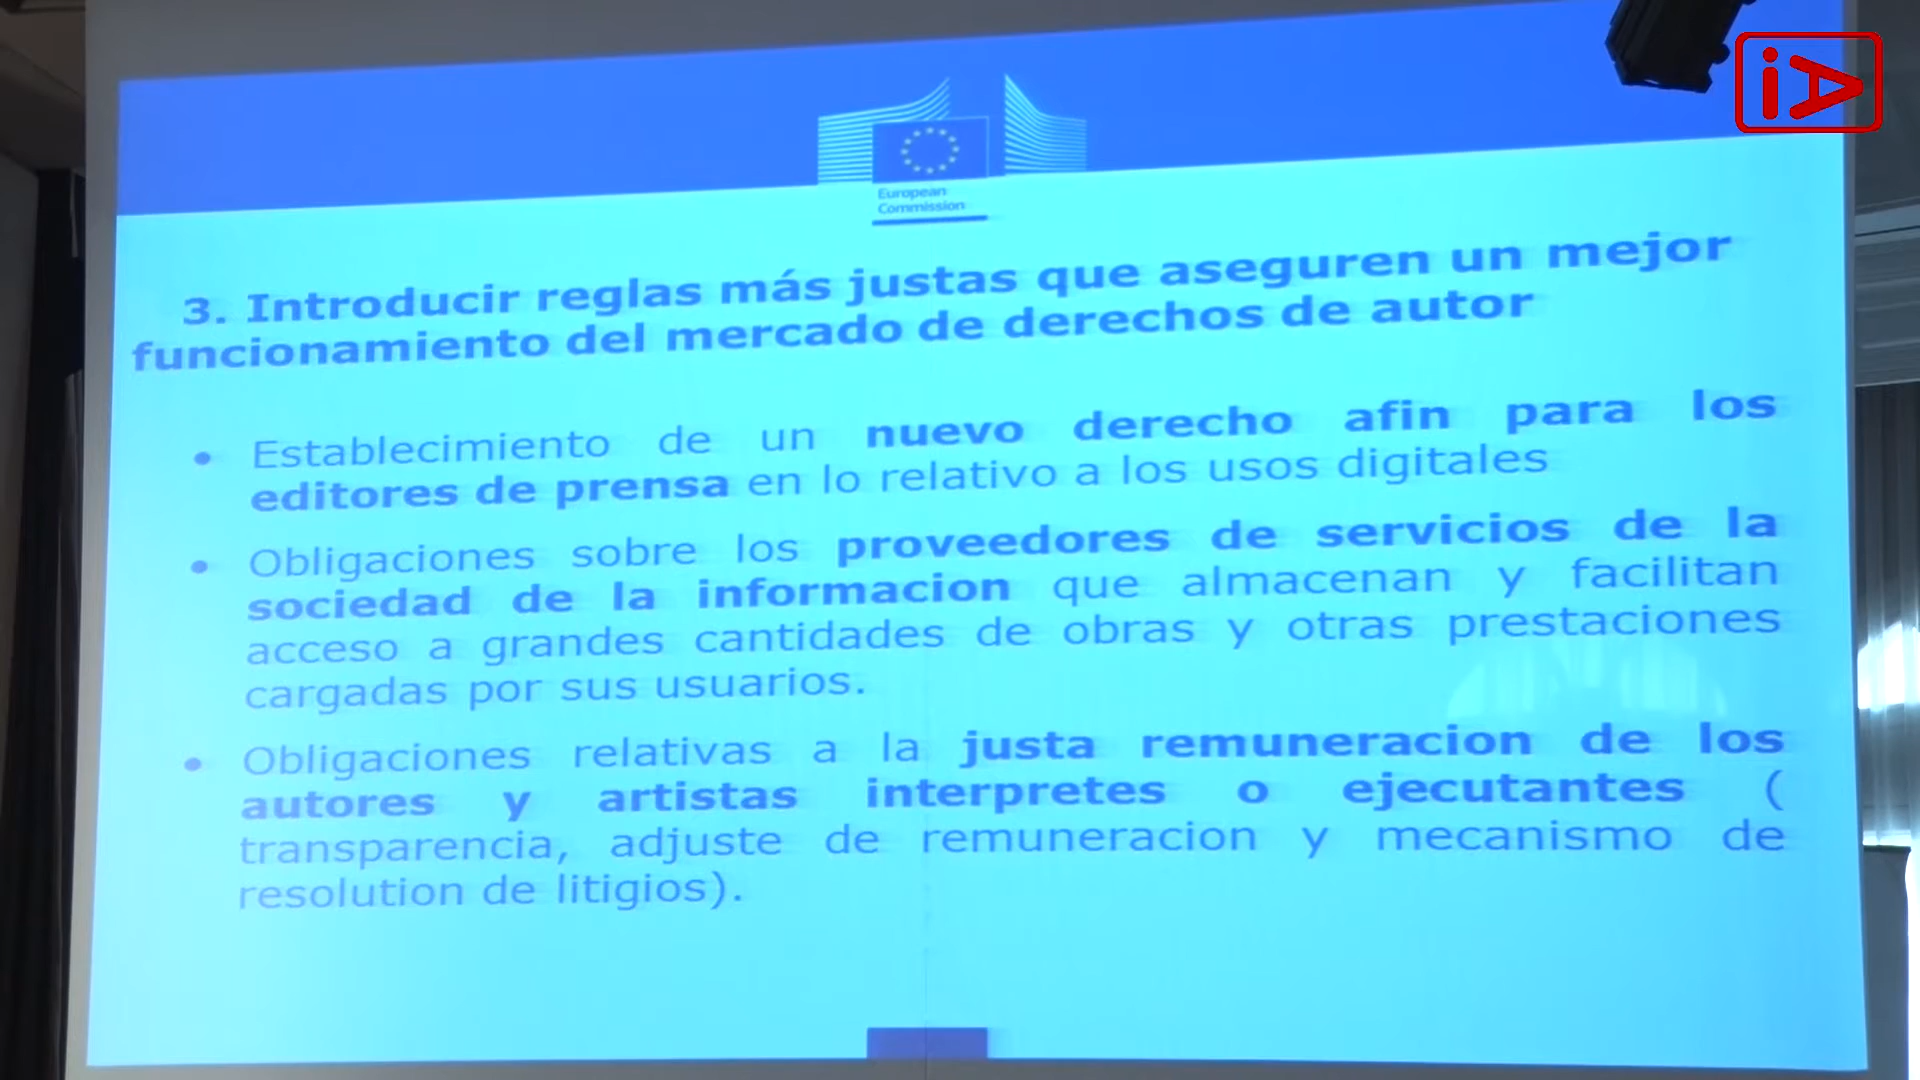 iA
European
Commission
3. Introducir reglas más justas que aseguren un mejor
funcionamiento del mercado de derechos de autor
• Establecimiento de un nuevo derecho afin para los
editores de prensa en lo relativo a los usos digitales
• Obligaciones sobre los proveedores de servicios de la
sociedad de la informacion que almacenan y facilitan
acceso a grandes cantidades de obras y otras prestaciones
cargadas por sus usuarios.
• Obligaciones relativas a la justa remuneracion de los
autores y artistas interpretes o ejecutantes (
transparencia, adjuste de remuneracion y mecanismo de
resolution de litigios).